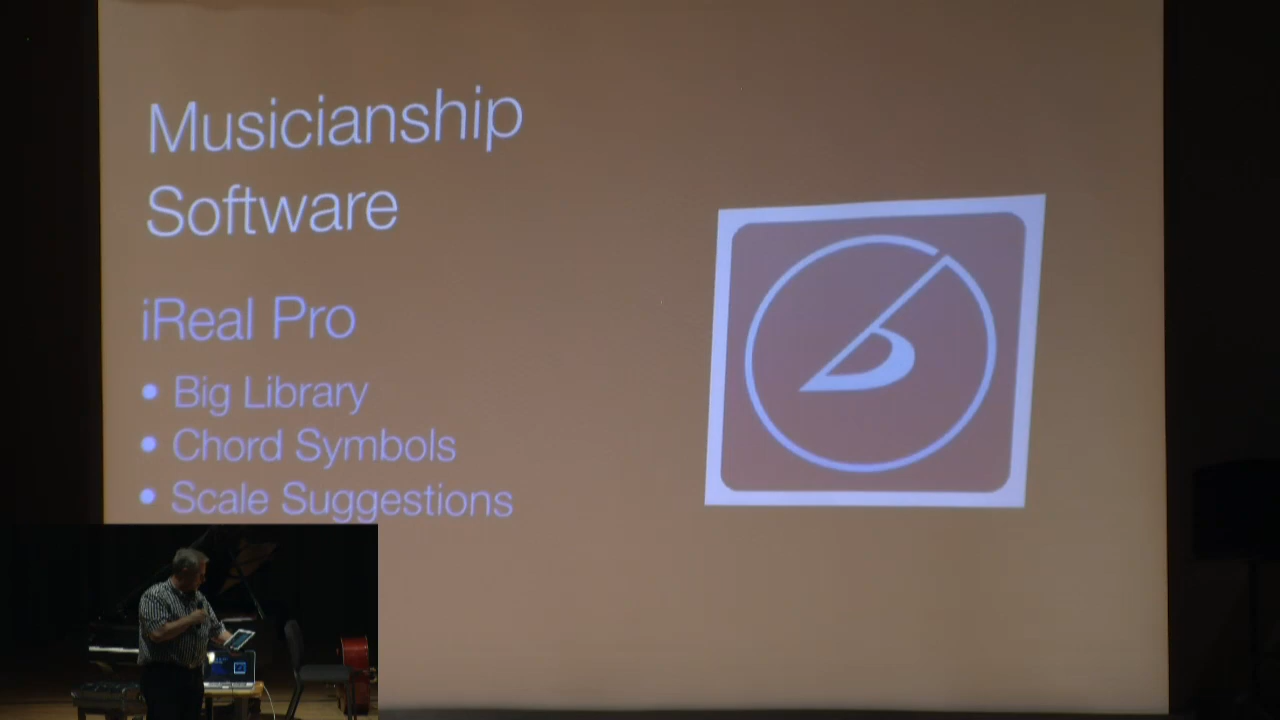 Musicianship
Software
iReal Pro
• Big Library
• Chord Symbols
• Scale Suggestions